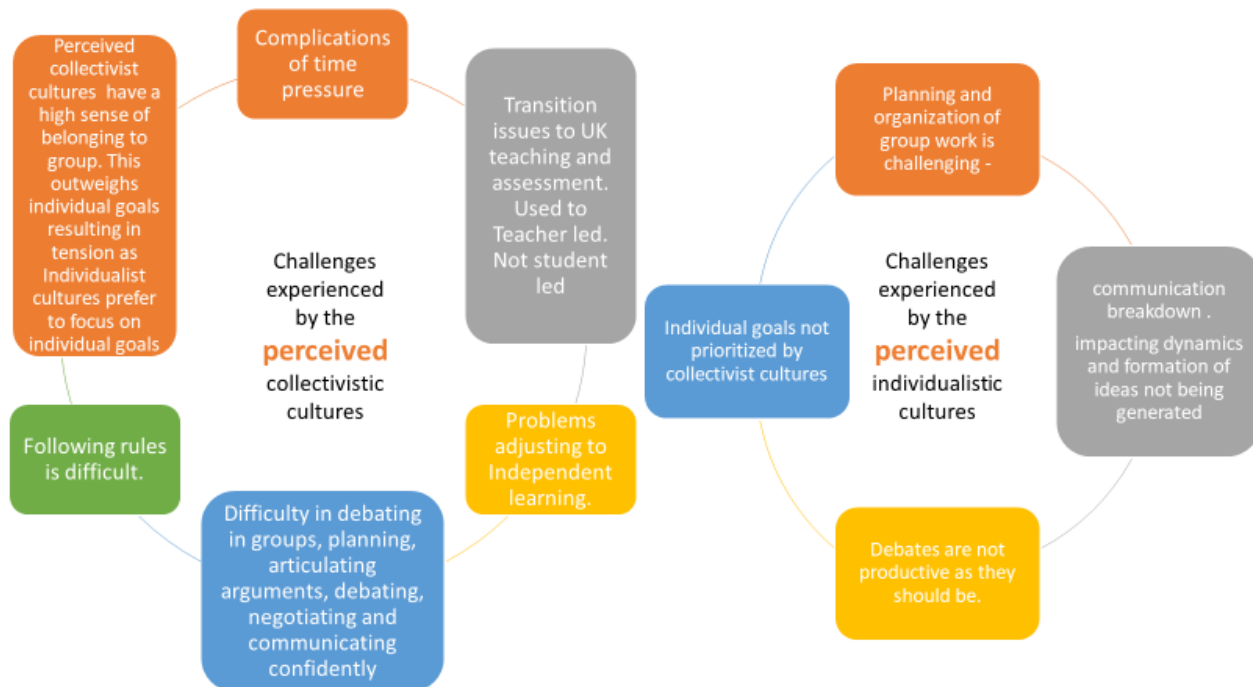 Complications
of time
pressure
Transition
issues to UK
teaching and
assessment.
Used to
Teacher led.
Not student
led
Problems
adjusting to
Independent
learning.
Difficulty in debating
in groups, planning,
articulating
arguments, debating,
negotiating and
communicating
confidently
Following rules
is difficult.
Perceived
collectivist
cultures have a
high sense of
belonging to
group. This
outweighs
individual goals
resulting in
tension as
Individualist
cultures prefer
to focus on
individual goals
Challenges
experienced
by the
perceived
collectivistic
cultures
Planning and
organization of
group work is
challenging -
communication
breakdown .
impacting dynamics
and formation of
ideas not being
generated
Debates are not
productive as they
should be.
Individual goals not
prioritized by
collectivist cultures
Challenges
experienced
by the
perceived
individualistic
cultures